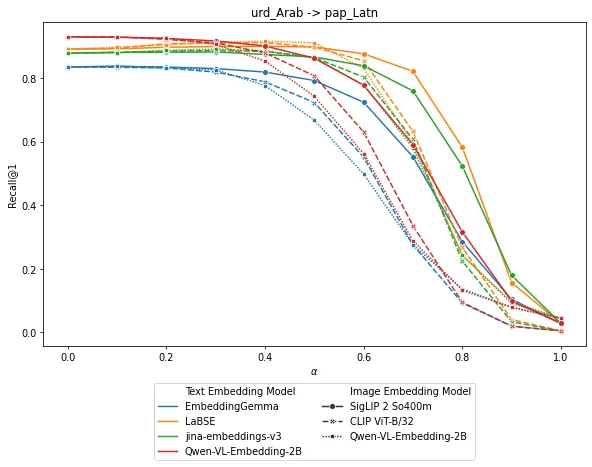 urd_Arab -> pap_Latn
Recall@1
0.8
0.6
0.4
0.2
0.0
0.0 0.2 0.4 0.6 0.8 1.0
α
Text Embedding Model Image Embedding Model
EmbeddingGemma SigLIP 2 So400m
LaBSE CLIP ViT-B/32
jina-embeddings-v3 Qwen-VL-Embedding-2B
Qwen-VL-Embedding-2B